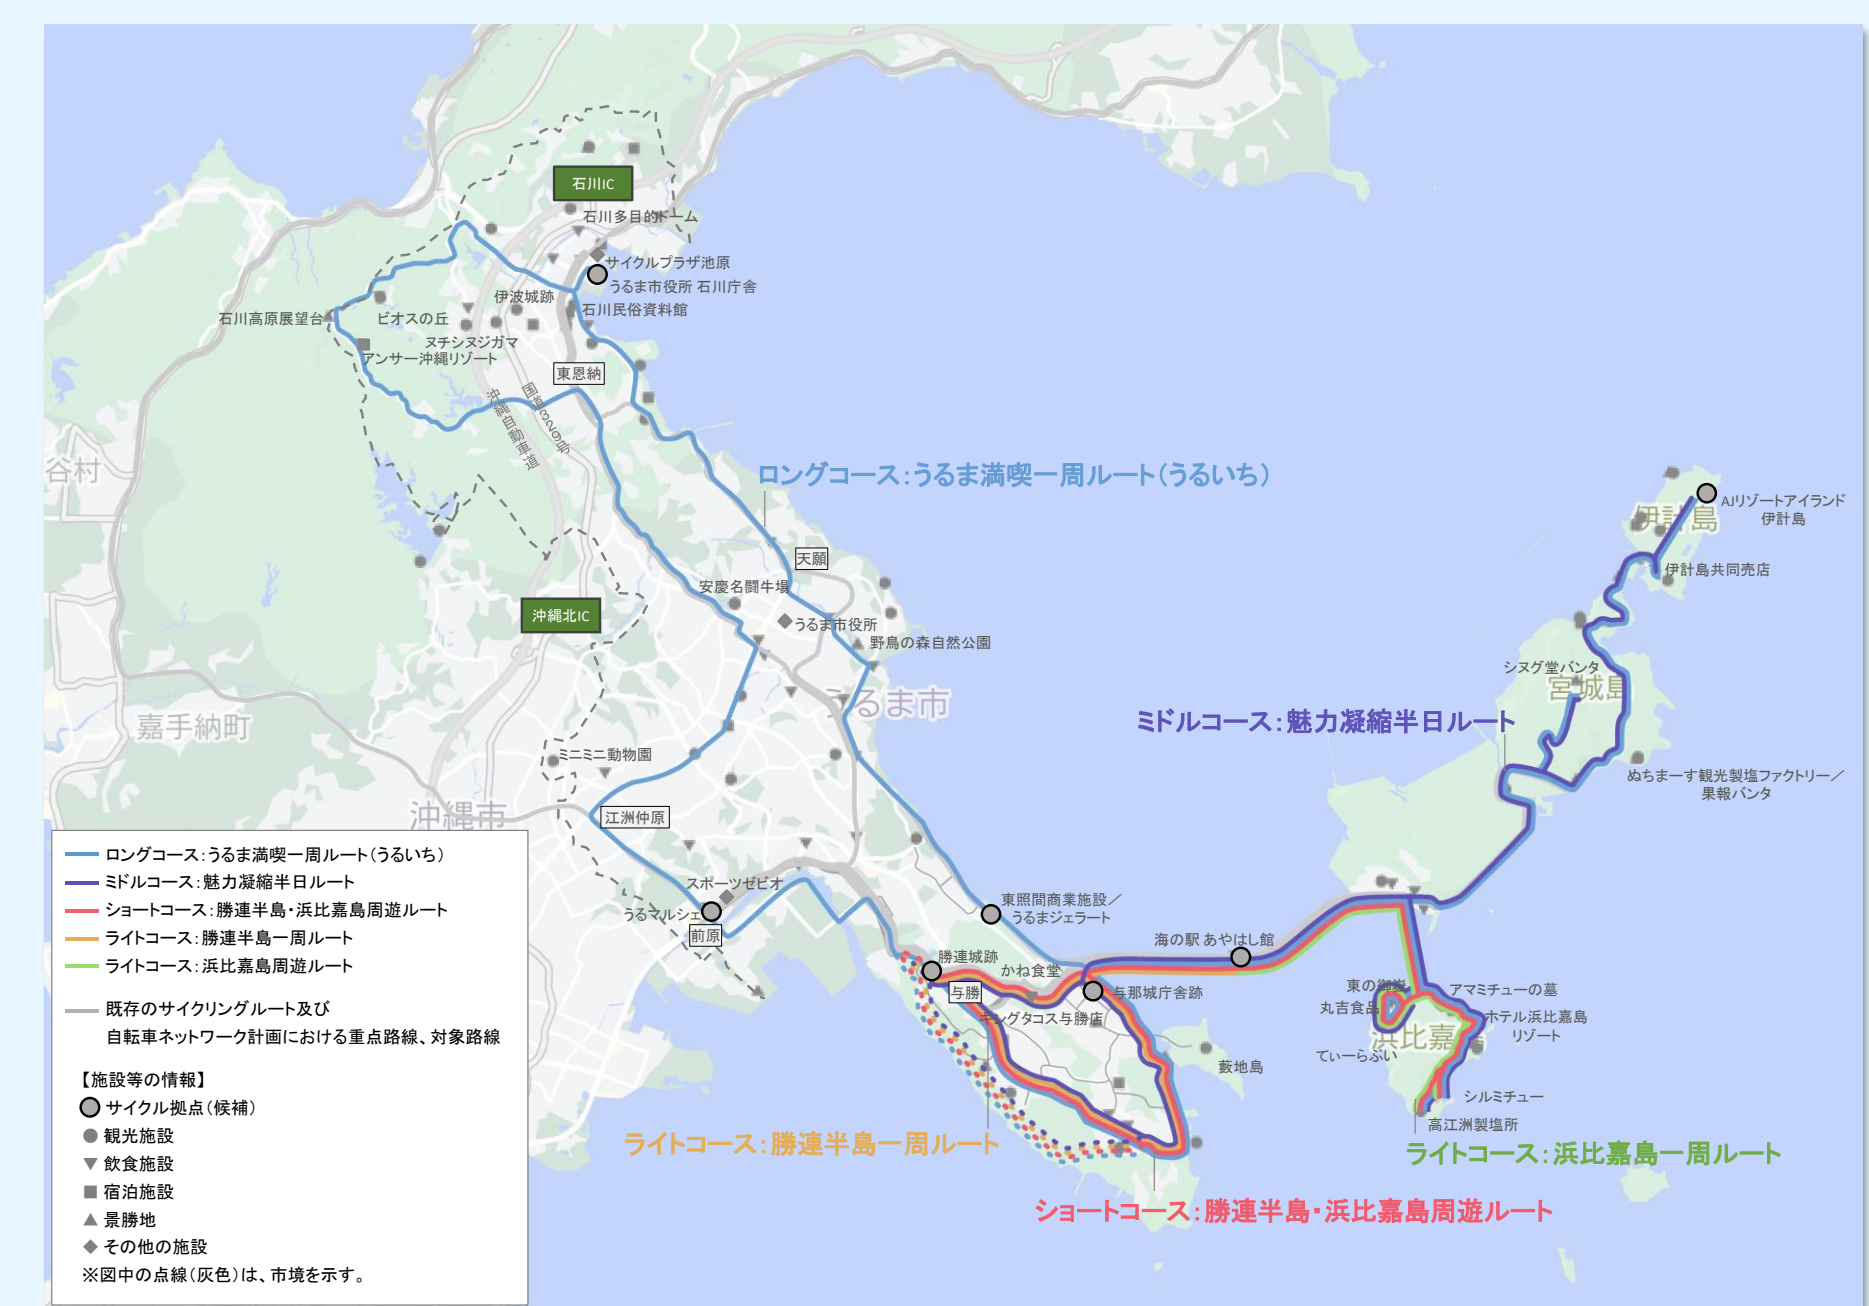 石川IC
石川多目的ドーム
サイクルプラザ池原
うるま市役所 石川庁舎
伊波城跡
石川民俗資料館
石川高原展望台
ビオスの丘
ヌチシヌジガマ
アンサー沖縄リゾート
東恩納
国道329号
沖縄自動車道
谷村
ロングコース：うるま満喫一周ルート（うるいち）
AJリゾートアイランド
伊計島
伊計島
伊計島共同売店
天願
安慶名闘牛場
沖縄北IC
うるま市役所
野鳥の森自然公園
シヌグ堂バンタ
宮城島
うるま市
嘉手納町
ミドルコース：魅力凝縮半日ルート
ミニミニ動物園
ぬちまーす観光製塩ファクトリー／
果報バンタ
沖縄市
江洲仲原
スポーツゼビオ
うるマルシェ
前原
東照間商業施設／
うるまジェラート
海の駅 あやはし館
勝連城跡
かね食堂
与勝
与那城庁舎跡
キングタコス与勝店
東の御嶽
丸吉食品
アマミチューの墓
ホテル浜比嘉島
リゾート
浜比嘉島
てぃーらぶい
藪地島
シルミチュー
高江洲製塩所
ライトコース：勝連半島一周ルート
ライトコース：浜比嘉島一周ルート
ショートコース：勝連半島・浜比嘉島周遊ルート
ロングコース：うるま満喫一周ルート（うるいち）
ミドルコース：魅力凝縮半日ルート
ショートコース：勝連半島・浜比嘉島周遊ルート
ライトコース：勝連半島一周ルート
ライトコース：浜比嘉島周遊ルート
既存のサイクリングルート及び
自転車ネットワーク計画における重点路線、対象路線
【施設等の情報】
サイクル拠点（候補）
観光施設
飲食施設
宿泊施設
景勝地
その他の施設
※図中の点線（灰色）は、市境を示す。